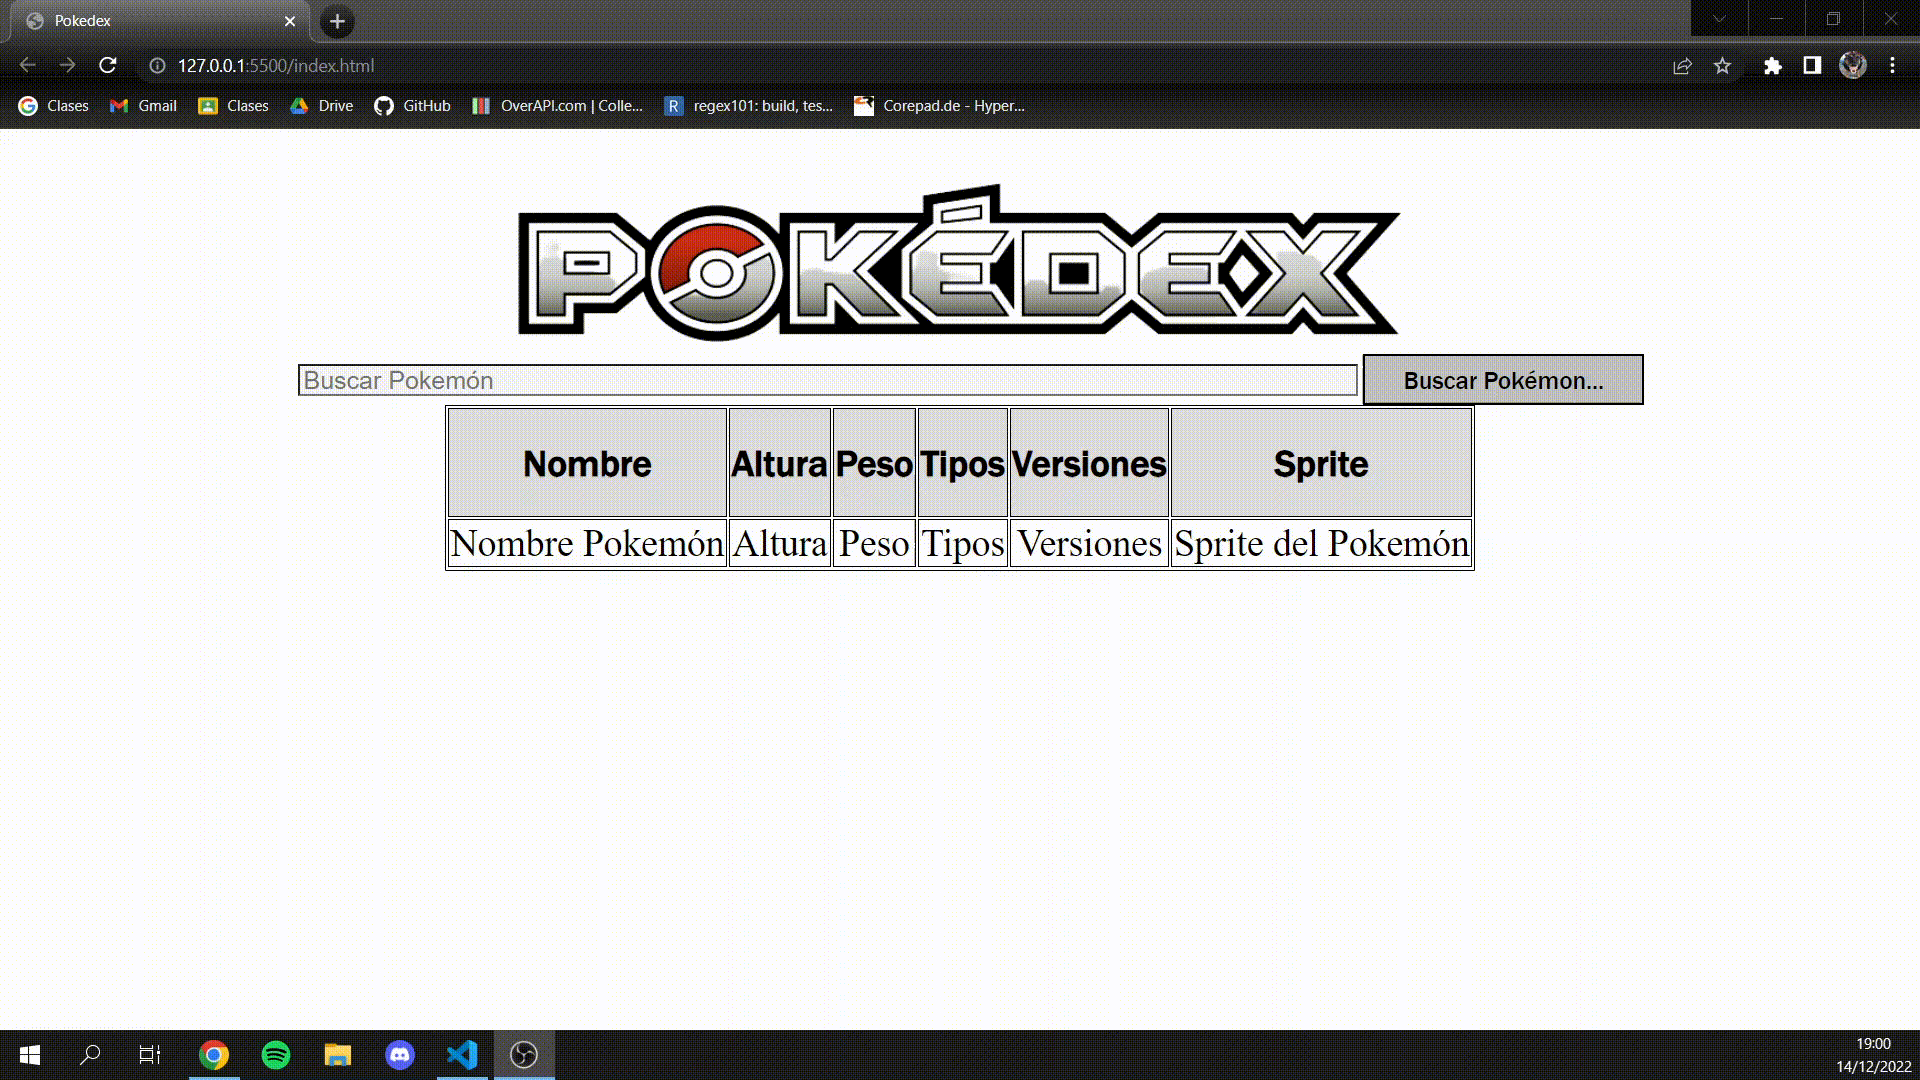 Pokedex
127.0.0.1:5500/index.html
Clases Gmail Clases Drive GitHub OverAPI.com | Colle... regex101: build, tes... Corepad.de - Hyper...
POKÉDEX
Buscar Pokemón Buscar Pokémon...
Nombre Altura Peso Tipos Versiones Sprite
Nombre Pokemón Altura Peso Tipos Versiones Sprite del Pokemón
19:00
14/12/2022